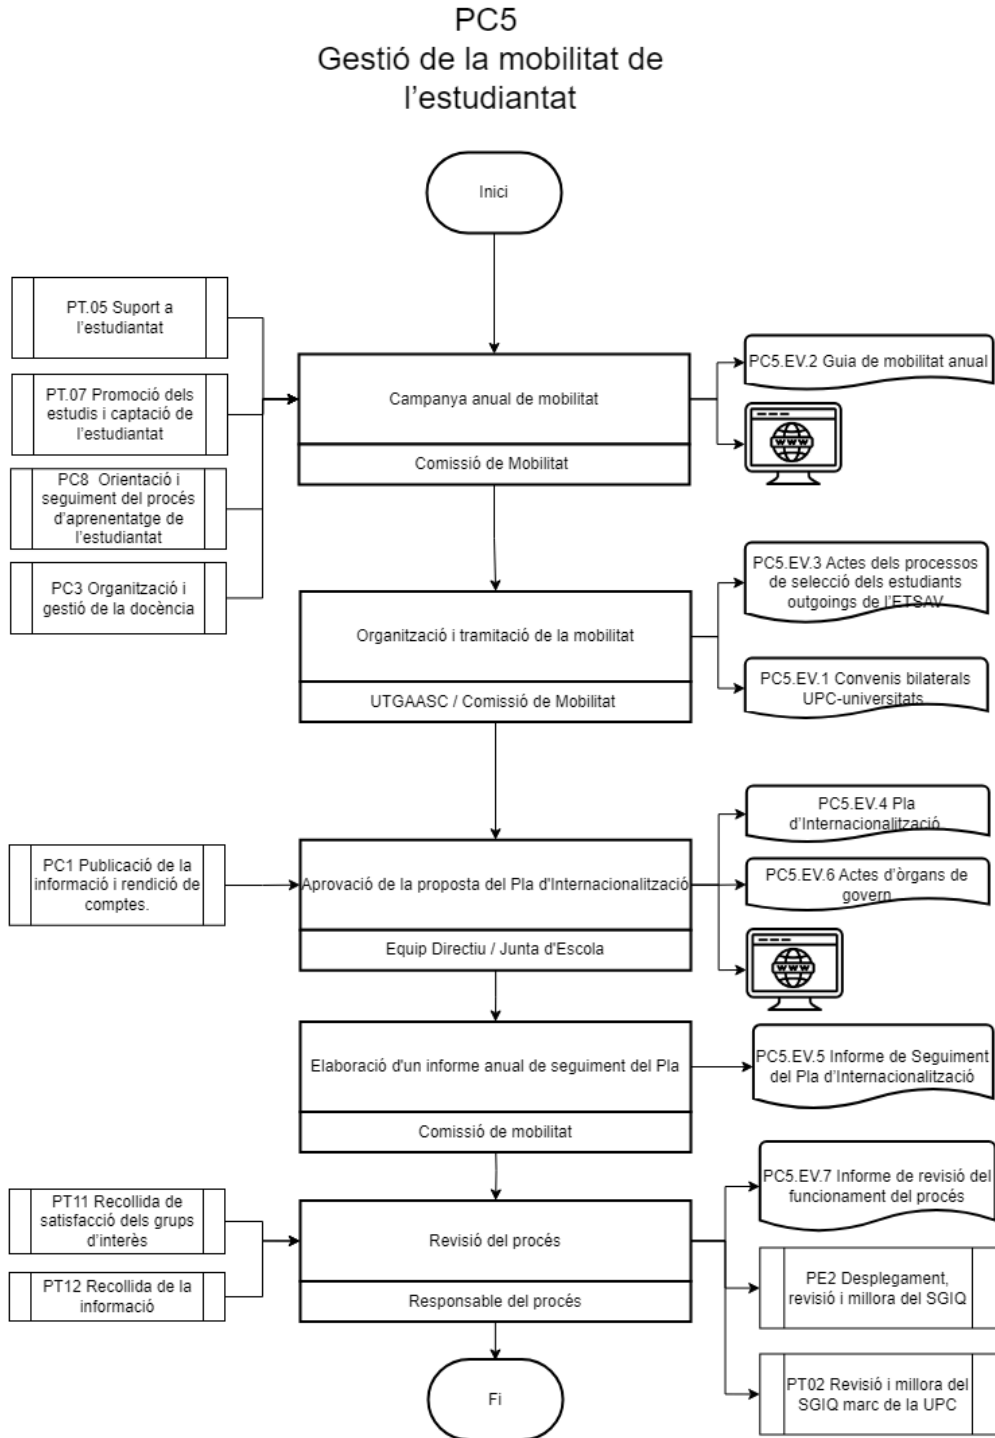 PC5
Gestió de la mobilitat de
l'estudiantat
Inici
PT.05 Suport a
l'estudiantat
PT.07 Promoció dels
estudis i captació de
l'estudiantat
PC8 Orientació i
seguiment del procés
d'aprenentatge de
l'estudiantat
PC3 Organització i
gestió de la docència
Campanya anual de mobilitat
Comissió de Mobilitat
PC5.EV.2 Guia de mobilitat anual
WWW
Organització i tramitació de la mobilitat
UTGAASC / Comissió de Mobilitat
PC5.EV.3 Actes dels processos
de selecció dels estudiants
outgoings de l'ETSAV
PC5.EV.1 Convenis bilaterals
UPC-universitats
PC1 Publicació de la
informació i rendició de
comptes.
Aprovació de la proposta del Pla d'Internacionalització
Equip Directiu / Junta d'Escola
PC5.EV.4 Pla
d'Internacionalització
PC5.EV.6 Actes d'òrgans de
govern
WWW
Elaboració d'un informe anual de seguiment del Pla
Comissió de mobilitat
PC5.EV.5 Informe de Seguiment
del Pla d'Internacionalització
PT11 Recollida de
satisfacció dels grups
d'interès
PT12 Recollida de la
informació
Revisió del procés
Responsable del procés
PC5.EV.7 Informe de revisió del
funcionament del procés
PE2 Desplegament,
revisió i millora del SGIQ
PT02 Revisió i millora del
SGIQ marc de la UPC
Fi